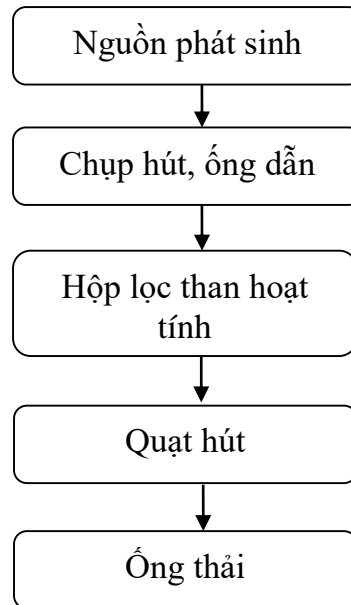 Nguồn phát sinh
Chụp hút, ống dẫn
Hộp lọc than hoạt
tính
Quạt hút
Ống thải